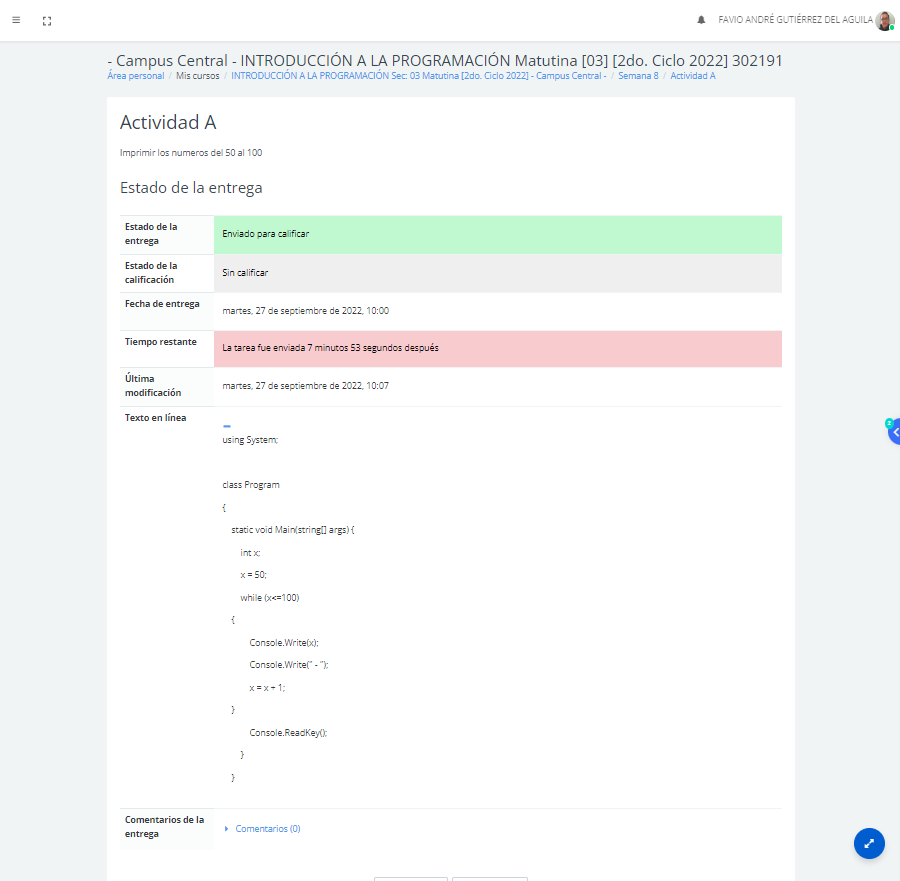 FAVIO ANDRÉ GUTIÉRREZ DEL AGUILA
- Campus Central - INTRODUCCIÓN A LA PROGRAMACIÓN Matutina [03] [2do. Ciclo 2022] 302191
Área personal / Mis cursos / INTRODUCCIÓN A LA PROGRAMACIÓN Sec: 03 Matutina [2do. Ciclo 2022] - Campus Central - / Semana 8 / Actividad A
Actividad A
Imprimir los numeros del 50 al 100
Estado de la entrega
Estado de la
entrega
Enviado para calificar
Estado de la
calificación
Sin calificar
Fecha de entrega
martes, 27 de septiembre de 2022, 10:00
Tiempo restante
La tarea fue enviada 7 minutos 53 segundos después
Última
modificación
martes, 27 de septiembre de 2022, 10:07
Texto en línea
using System;
class Program
{
static void Main(string[] args) {
int x;
x = 50;
while (x<=100)
{
Console.Write(x);
Console.Write(" - ");
x = x + 1;
}
Console.ReadKey();
}
}
Comentarios de la
entrega
Comentarios (0)